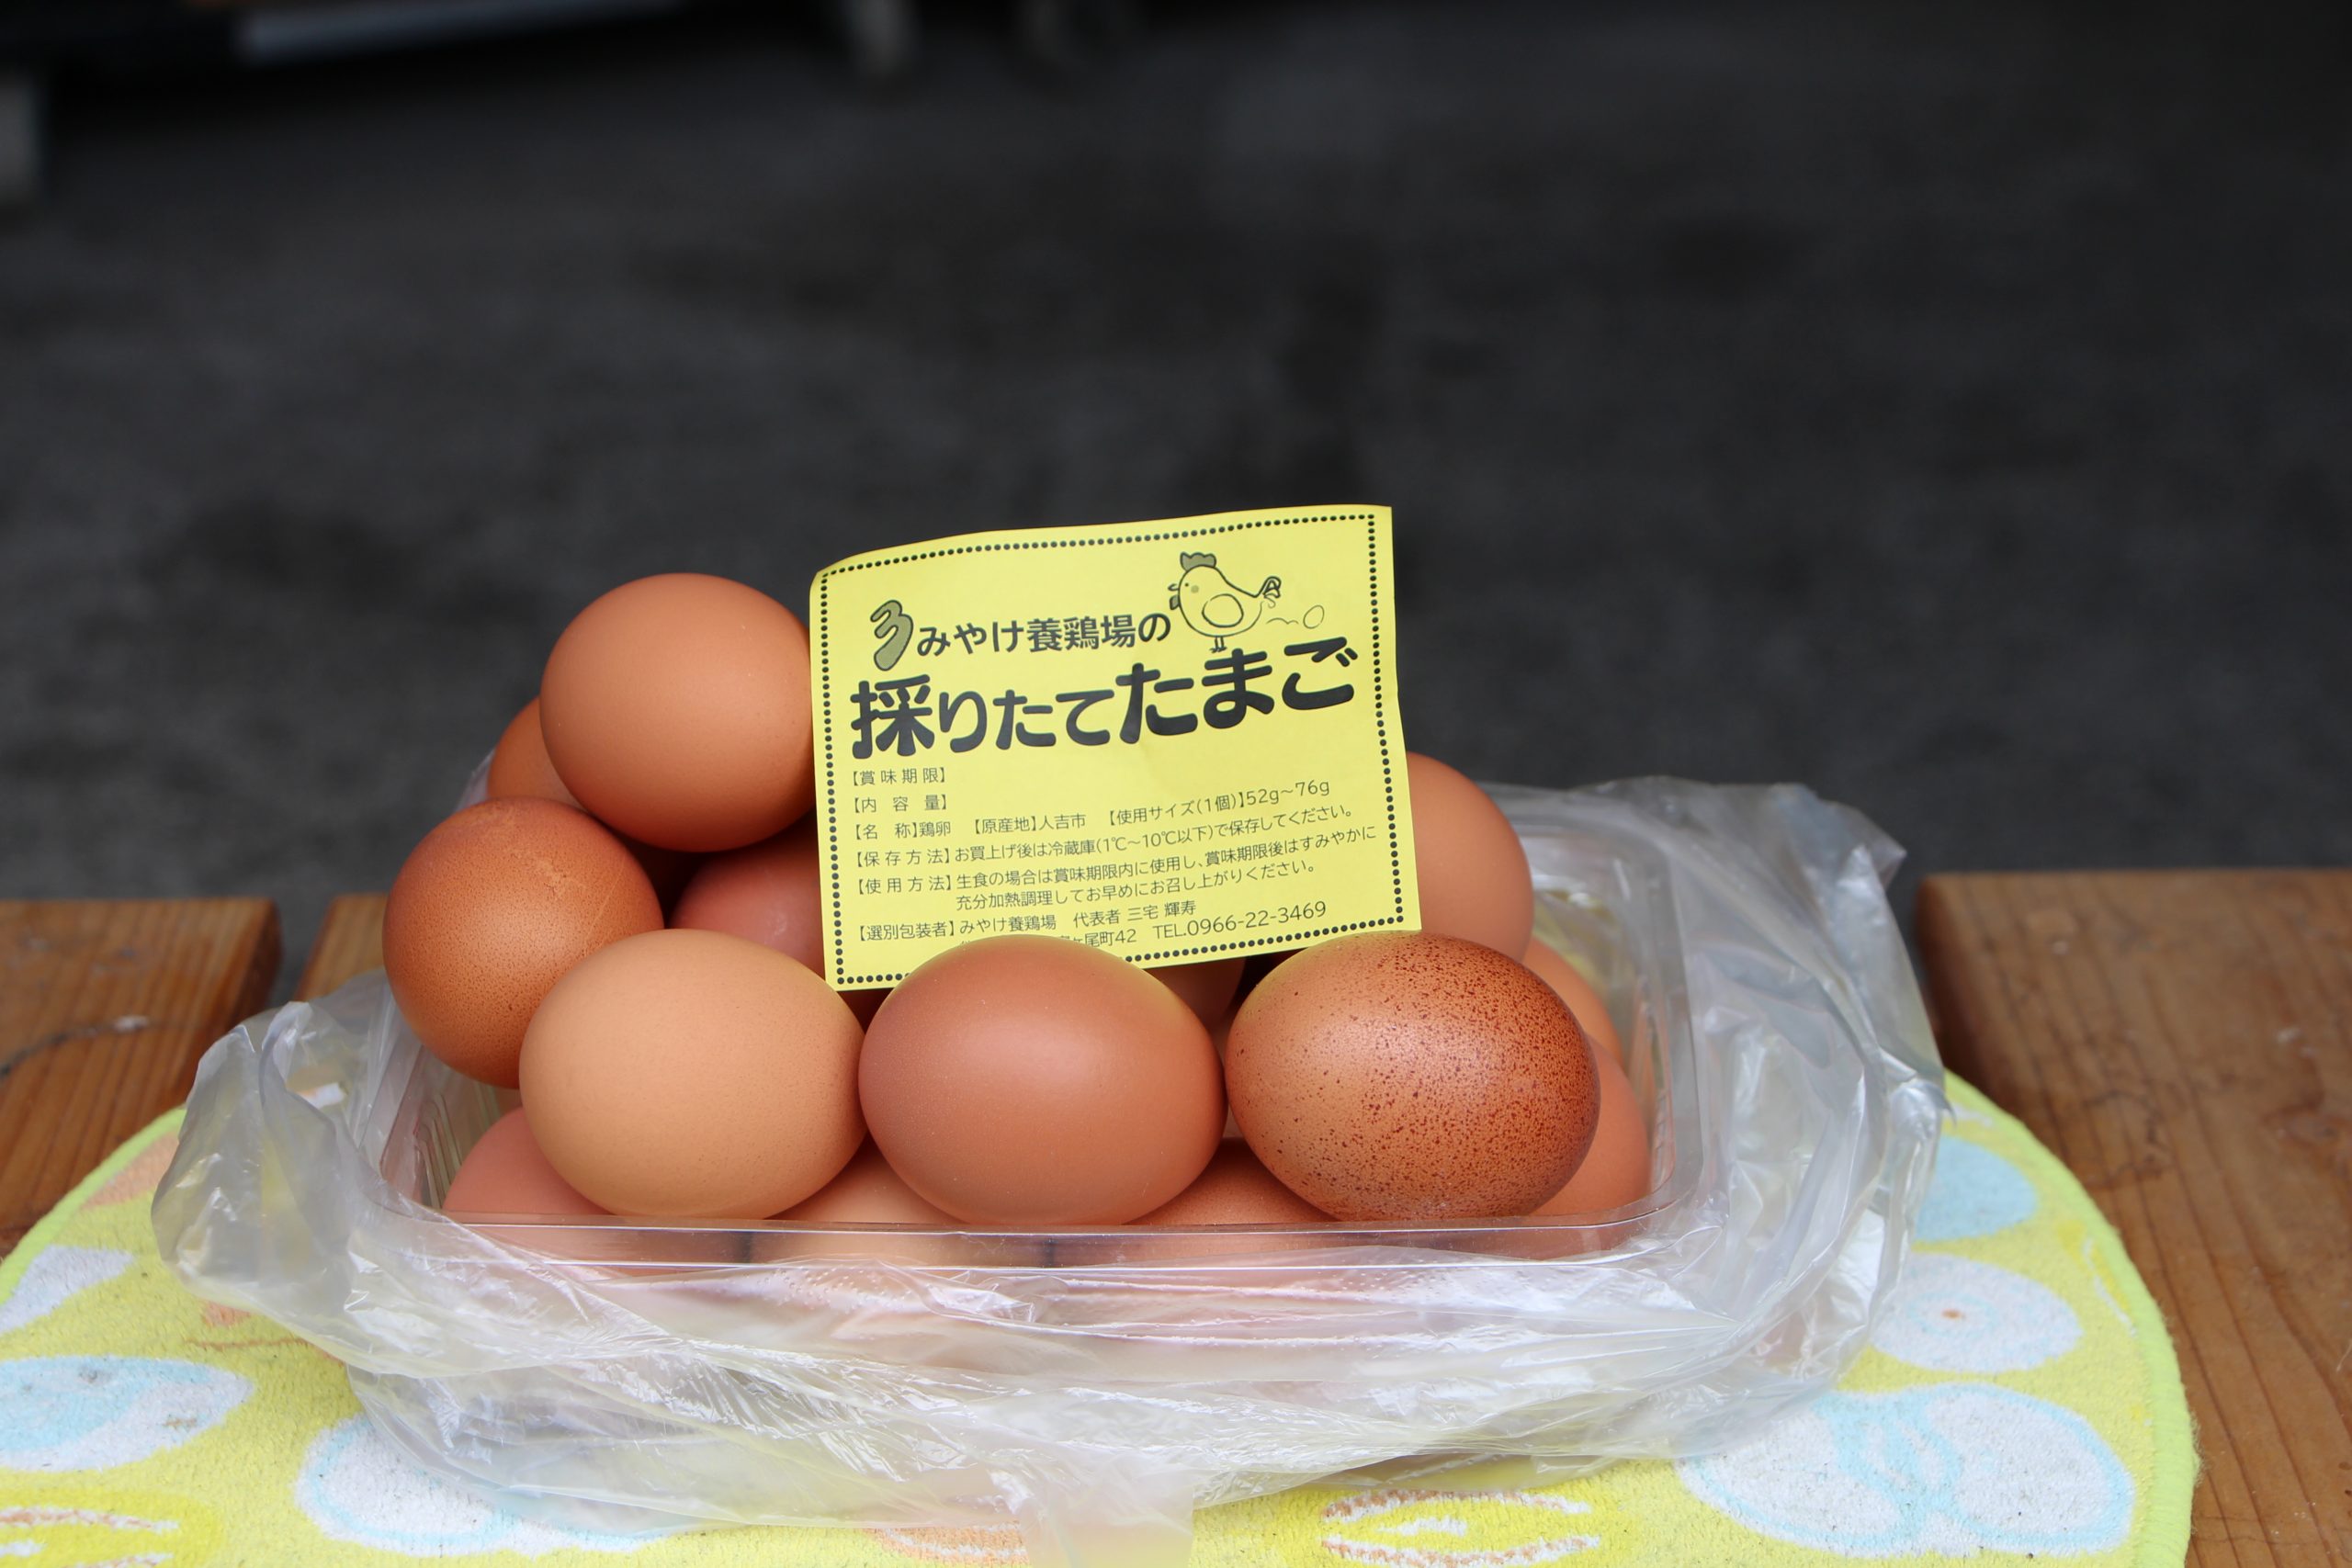 みやけ養鶏場の
採りたてたまご
【賞味期限】
【内容量】
【名称】鶏卵 【原産地】人吉市 【使用サイズ(1個)】52g～76g
【保存方法】お買上げ後は冷蔵庫(1℃～10℃以下)で保存してください。
【使用方法】生食の場合は賞味期限内に使用し、賞味期限後はすみやかに
充分加熱調理してお早めにお召し上がりください。
【選別包装者】みやけ養鶏場 代表者 三宅 輝寿
ヶ尾町42 TEL.0966-22-3469